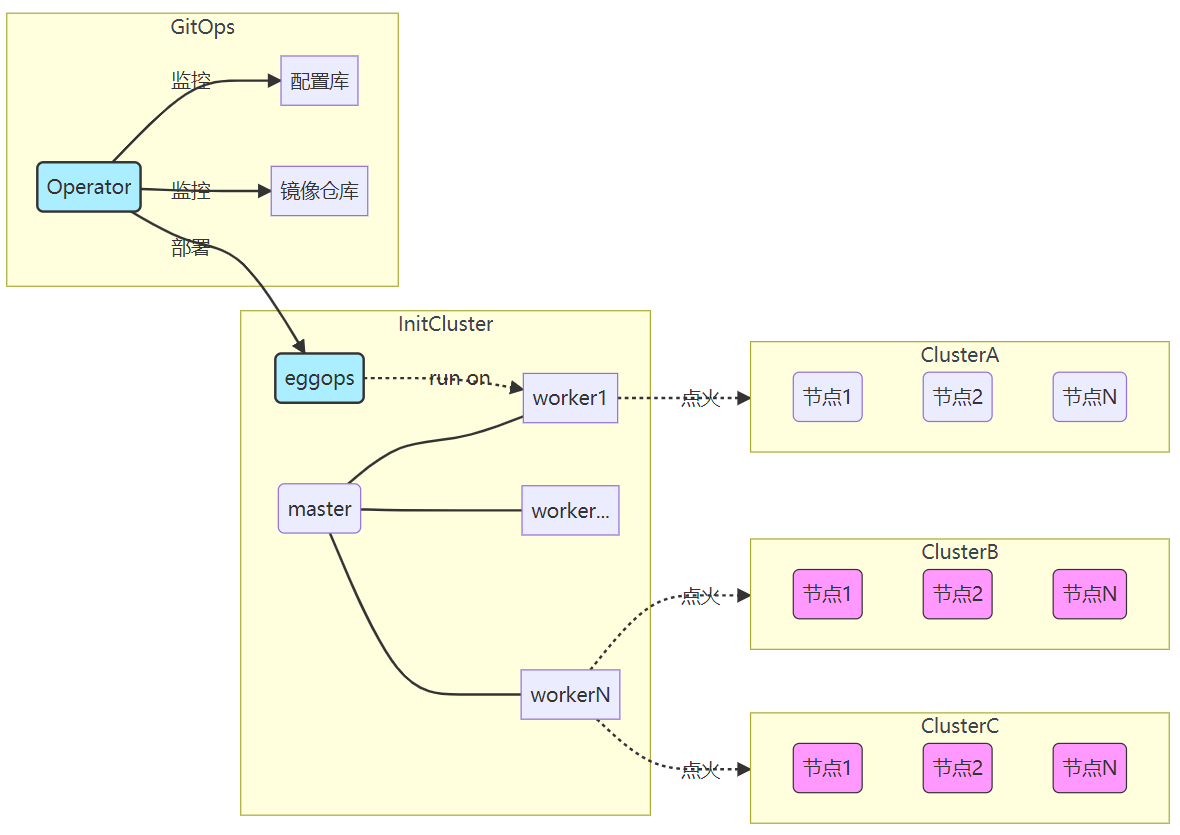 GitOps
监控
配置库
Operator
监控
镜像仓库
部署
InitCluster
eggops
run on
worker1
点火
master
worker...
workerN
点火
点火
ClusterA
节点1
节点2
节点N
ClusterB
节点1
节点2
节点N
ClusterC
节点1
节点2
节点N